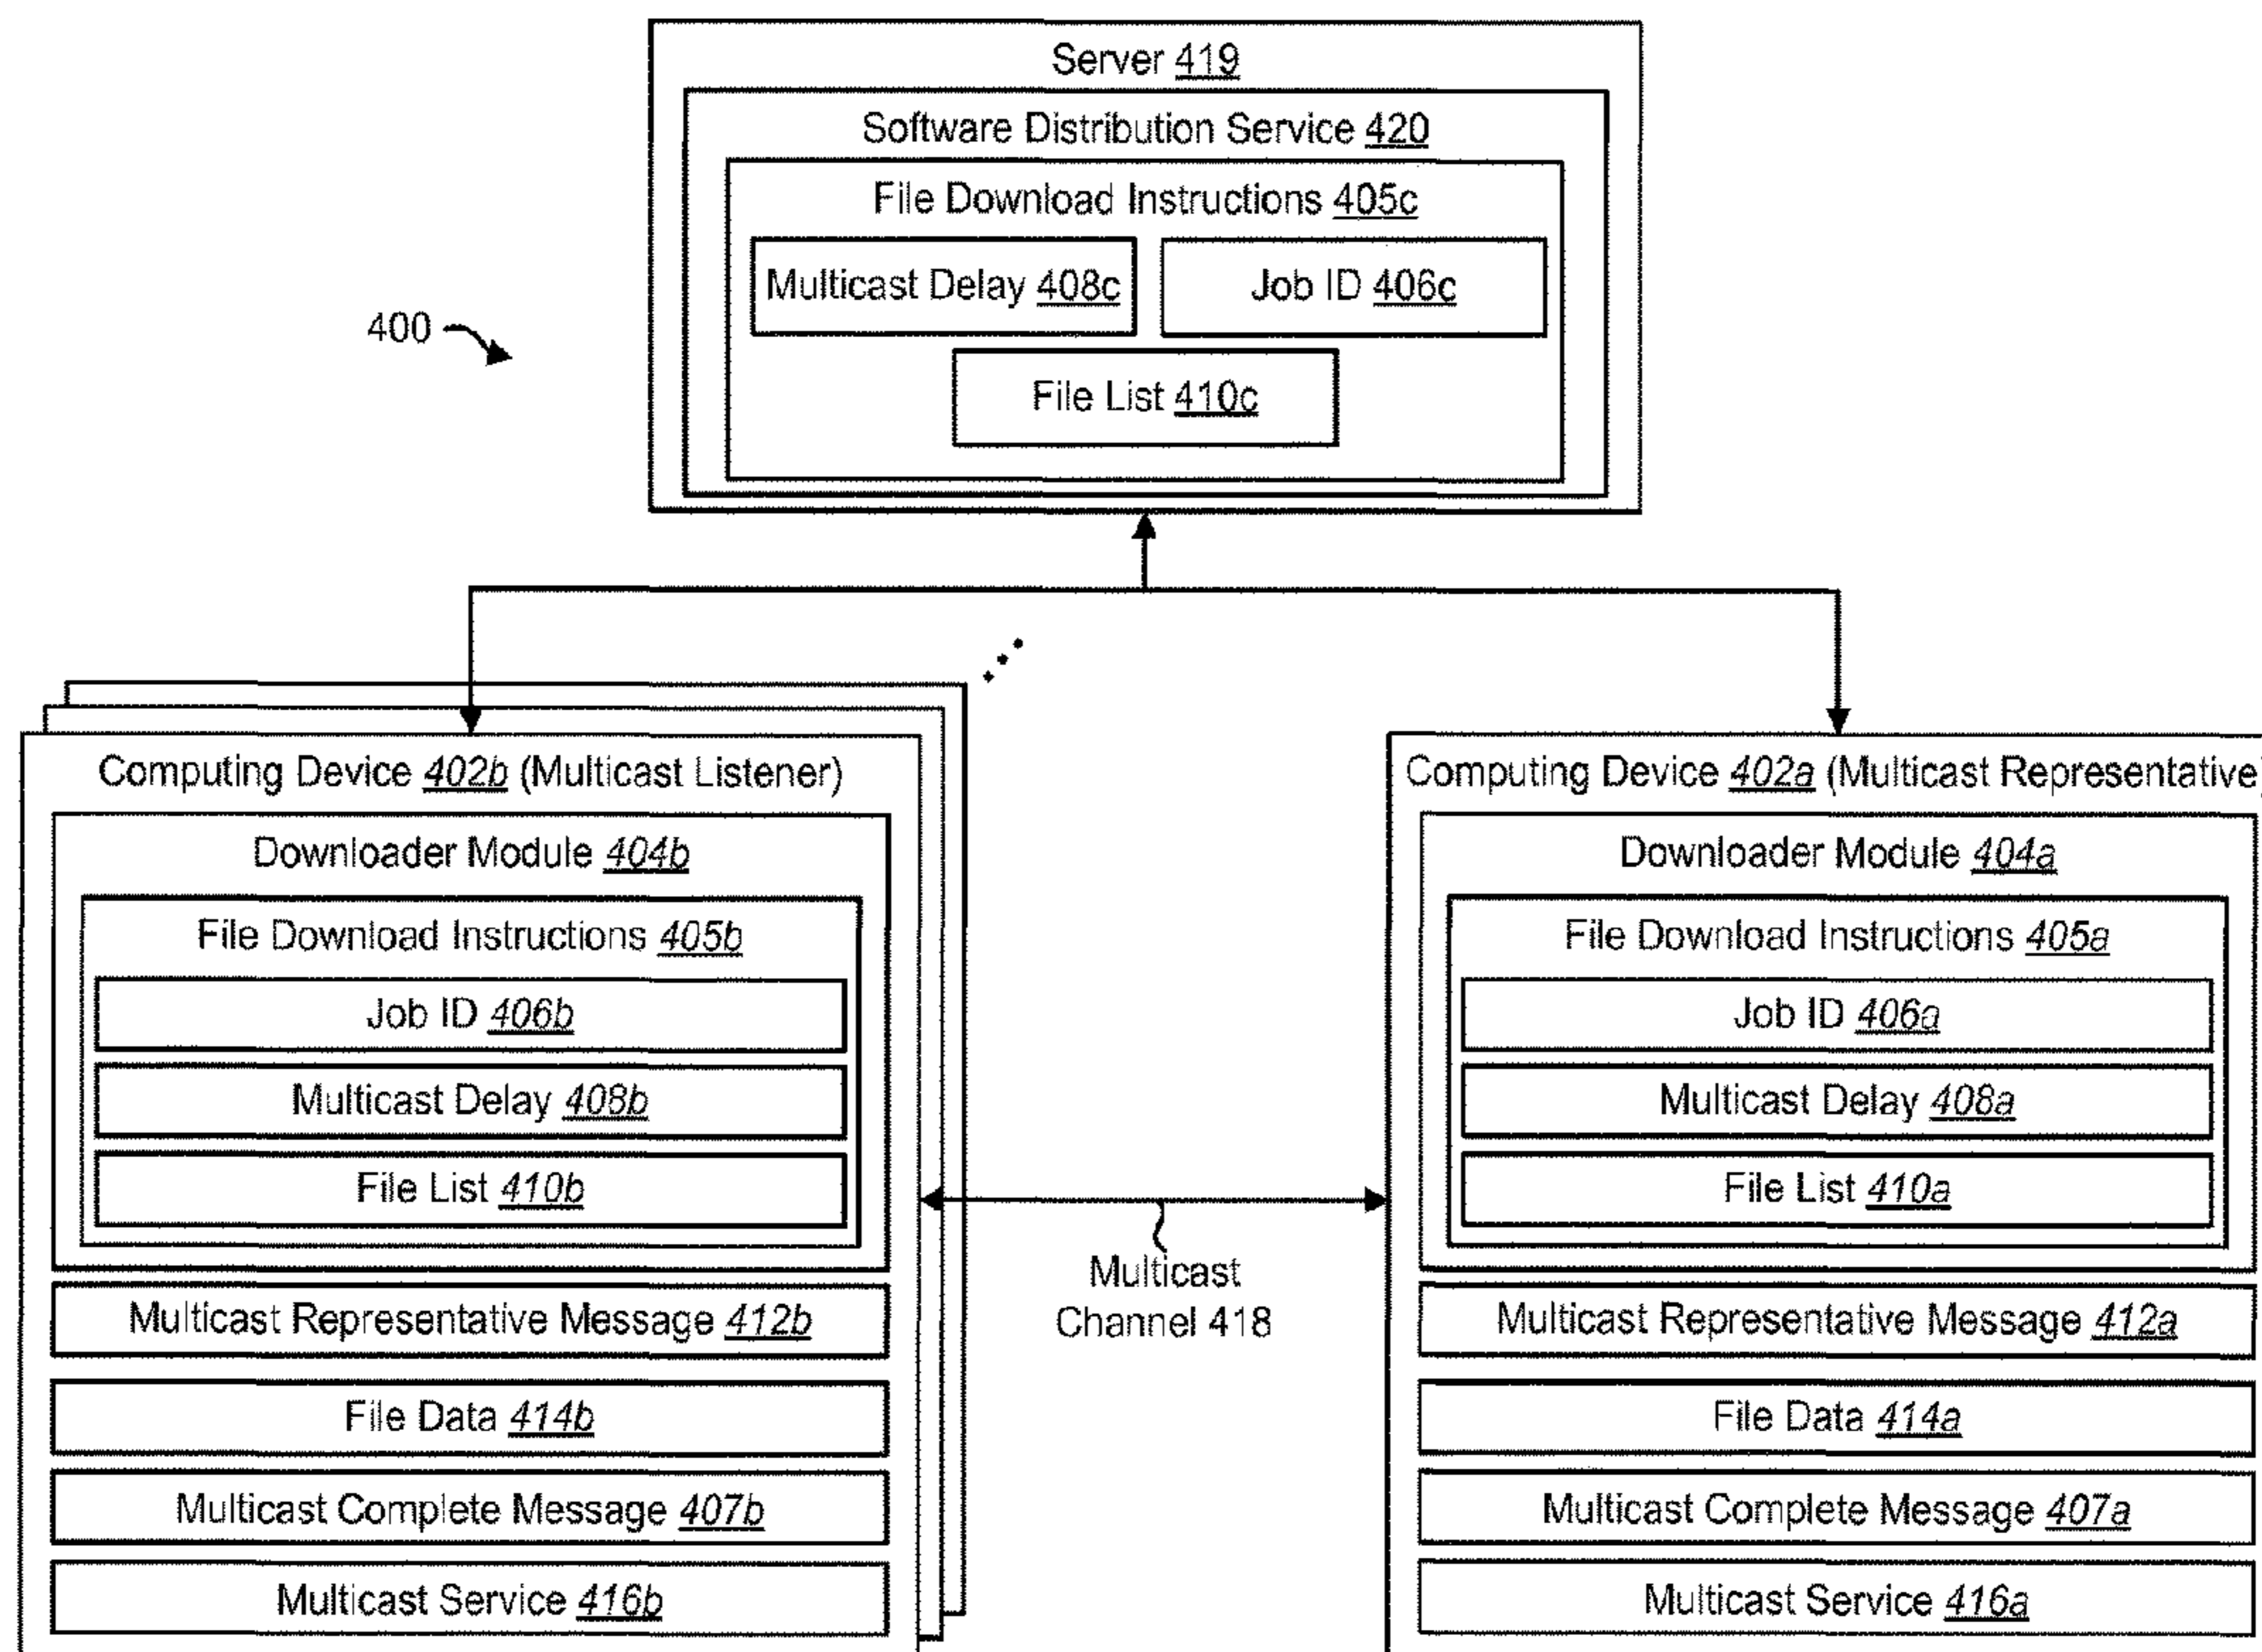 Server 419
Software Distribution Service 420
File Download Instructions 405c
Multicast Delay 408c
Job ID 406c
File List 410c
400
Computing Device 402b (Multicast Listener)
Downloader Module 404b
File Download Instructions 405b
Job ID 406b
Multicast Delay 408b
File List 410b
Multicast Representative Message 412b
File Data 414b
Multicast Complete Message 407b
Multicast Service 416b
Multicast
Channel 418
Computing Device 402a (Multicast Representative)
Downloader Module 404a
File Download Instructions 405a
Job ID 406a
Multicast Delay 408a
File List 410a
Multicast Representative Message 412a
File Data 414a
Multicast Complete Message 407a
Multicast Service 416a